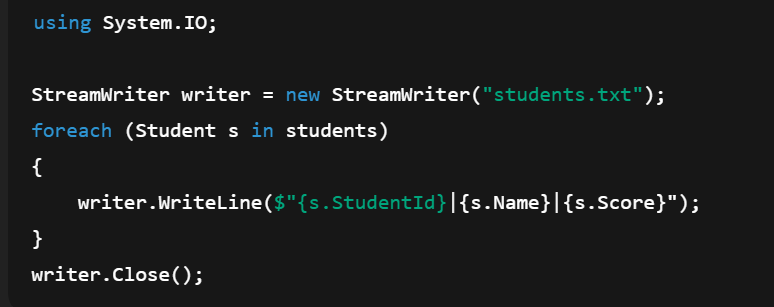 using System.IO;
StreamWriter writer = new StreamWriter("students.txt");
foreach (Student s in students)
{
    writer.WriteLine($"{s.StudentId}|{s.Name}|{s.Score}");
}
writer.Close();